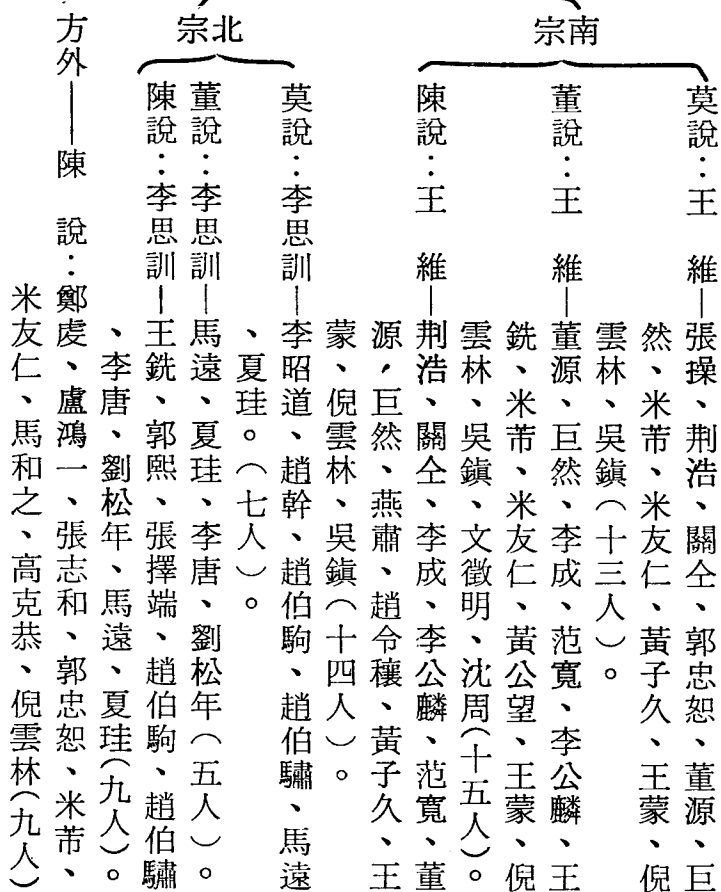 南宗
莫說：王　維—張操、荆浩、關仝、郭忠恕、董源、巨
然、米芾、米友仁、黃子久、王蒙、倪
雲林、吳鎮（十三人）。
董說：王　維—董源、巨然、李成、范寬、李公麟、王
銑、米芾、米友仁、黃公望、王蒙、倪
雲林、吳鎮、文徵明、沈周（十五人）。
陳說：王　維—荆浩、關仝、李成、李公麟、范寬、董
源，巨然、燕肅、趙令穰、黃子久、王
蒙、倪雲林、吳鎮（十四人）。
北宗
莫說：李思訓—李昭道、趙幹、趙伯駒、趙伯驌、馬遠
、夏珪。（七人）。
董說：李思訓—馬遠、夏珪、李唐、劉松年（五人）。
陳說：李思訓—王銑、郭熙、張擇端、趙伯駒、趙伯驌
、李唐、劉松年、馬遠、夏珪（九人）。
方外——陳　說：鄭虔、盧鴻一、張志和、郭忠恕、米芾、
米友仁、馬和之、高克恭、倪雲林（九人）